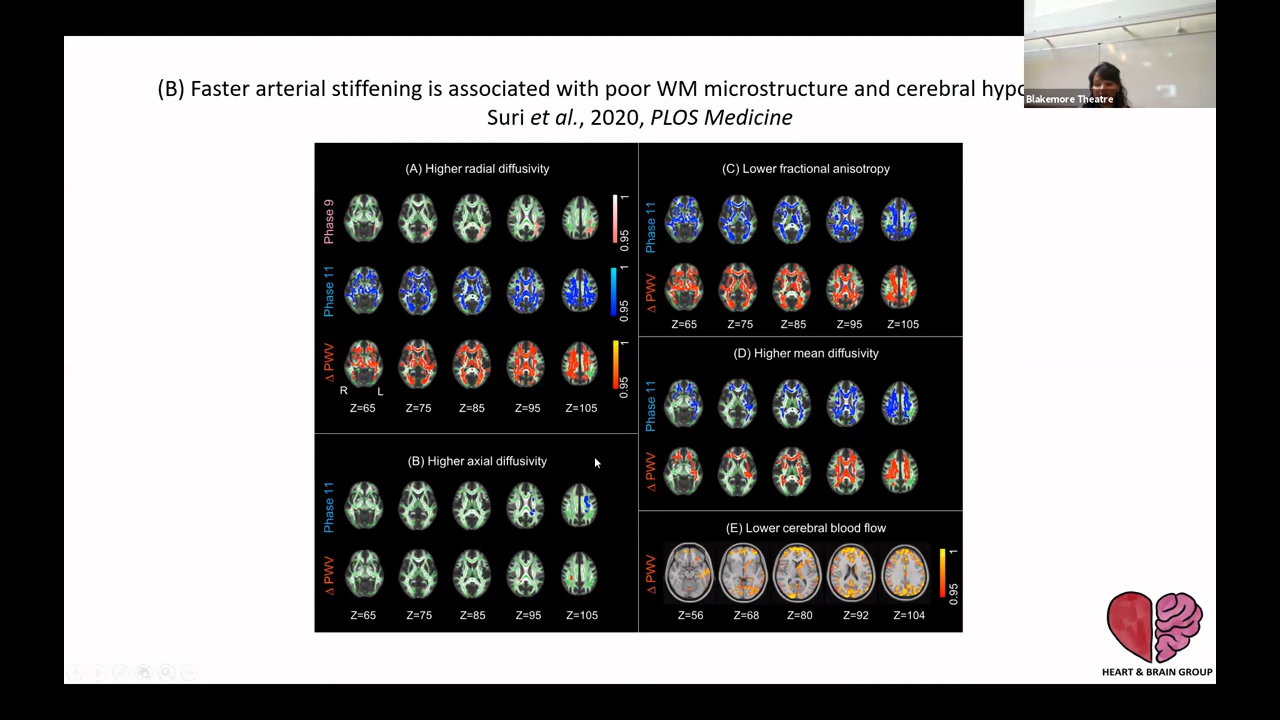 (B) Faster arterial stiffening is associated with poor WM microstructure and cerebral
Suri et al., 2020, PLOS Medicine
Blakemore Theatre
(A) Higher radial diffusivity
Phase 9
0.95 1
Phase 11
0.95 1
Δ PWV
0.95 1
R L
Z=65 Z=75 Z=85 Z=95 Z=105
(B) Higher axial diffusivity
Phase 11
Δ PWV
Z=65 Z=75 Z=85 Z=95 Z=105
(C) Lower fractional anisotropy
Phase 11
Δ PWV
Z=65 Z=75 Z=85 Z=95 Z=105
(D) Higher mean diffusivity
Phase 11
Δ PWV
(E) Lower cerebral blood flow
Δ PWV
0.95 1
Z=56 Z=68 Z=80 Z=92 Z=104
HEART & BRAIN GROUP